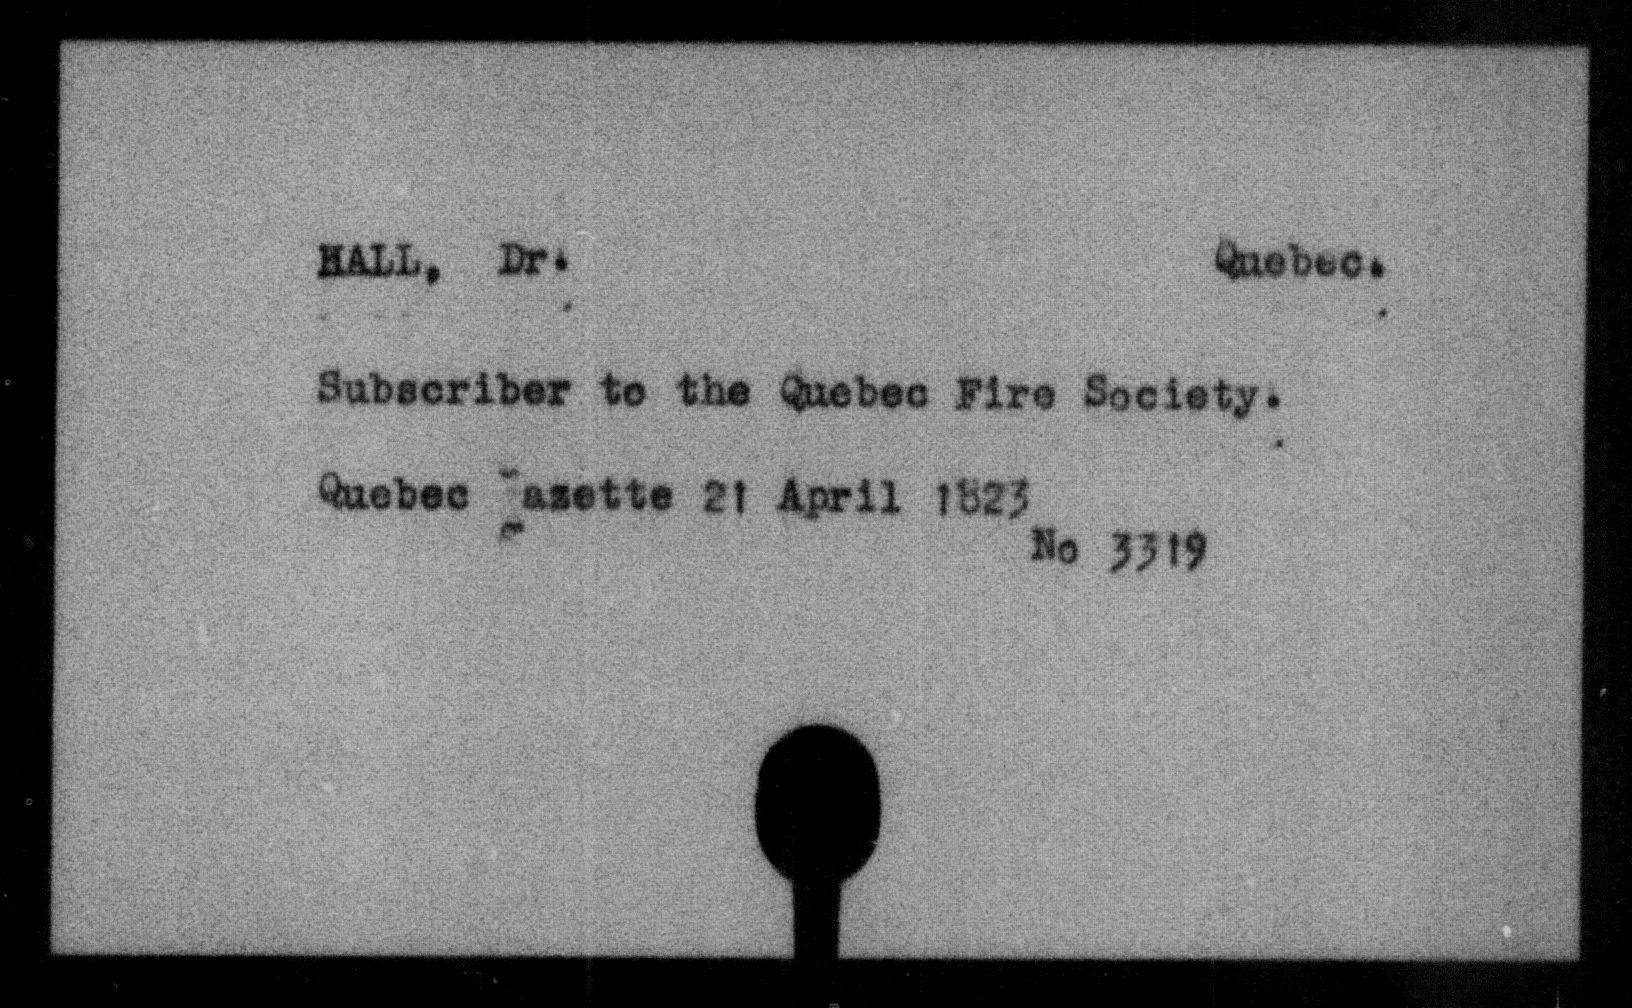 HALL, Dr. Quebec.
Subscriber to the Quebec Fire Society.
Quebec Gazette 21 April 1823
No 3319